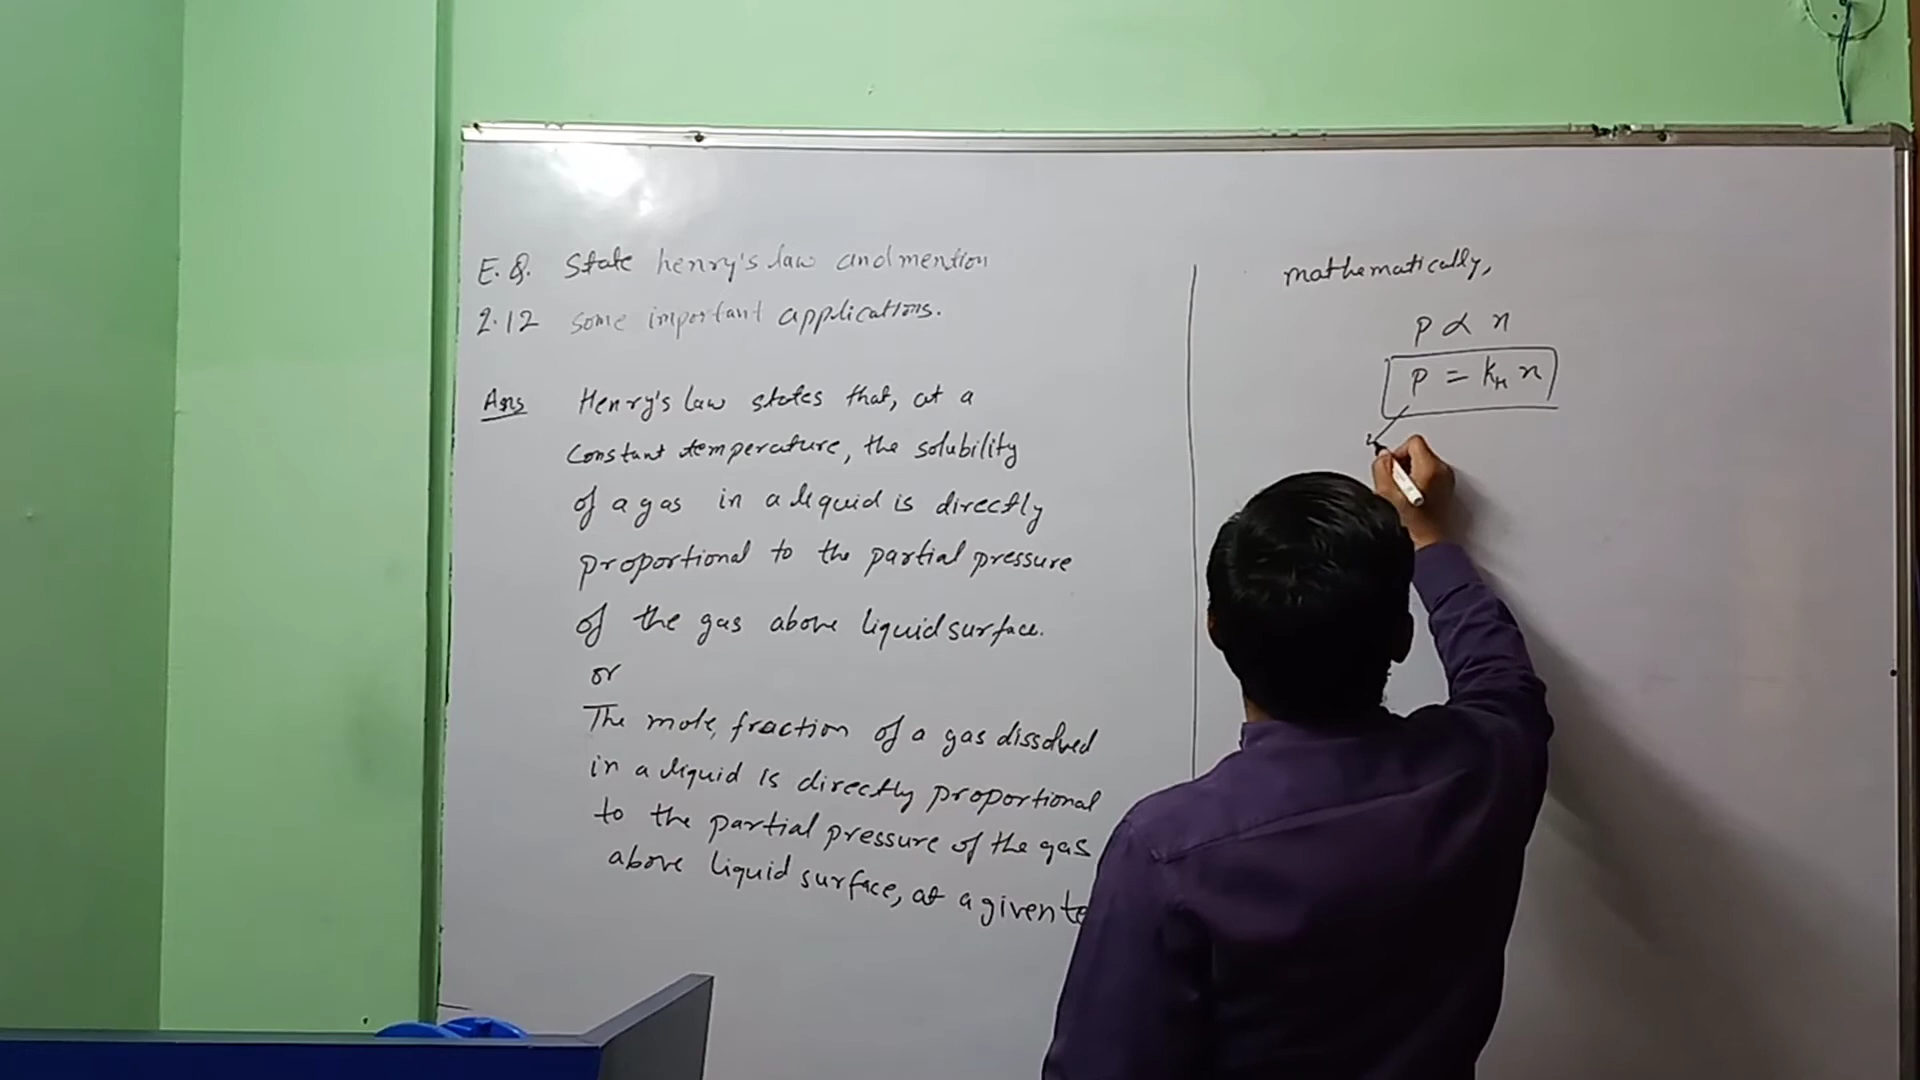 E.Q. State henry's law and mention
2.12 some important applications.
Ans Henry's law states that, at a
constant temperature, the solubility
of a gas in a liquid is directly
proportional to the partial pressure
of the gas above liquid surface.
or
The mole fraction of a gas dissolved
in a liquid is directly proportional
to the partial pressure of the gas
above liquid surface, at a given te
mathematically,
p ∝ x
p = K_H x